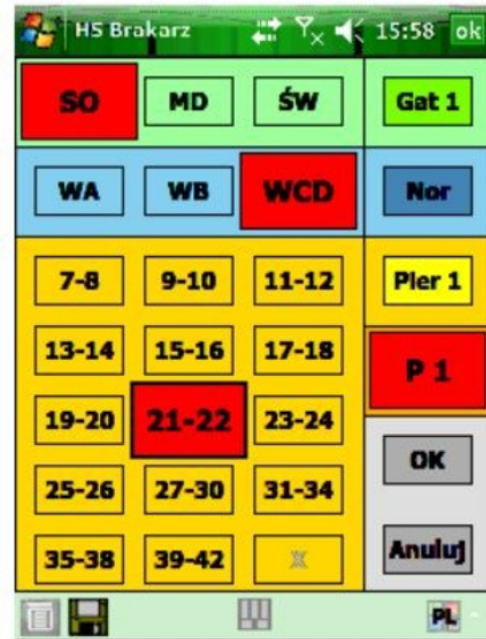 HS Brakarz 15:58 ok
SO MD ŚW Gat 1
WA WB WCD Nor
7-8 9-10 11-12 Pier 1
13-14 15-16 17-18 P 1
19-20 21-22 23-24
25-26 27-30 31-34 OK
35-38 39-42 X Anuluj
PL